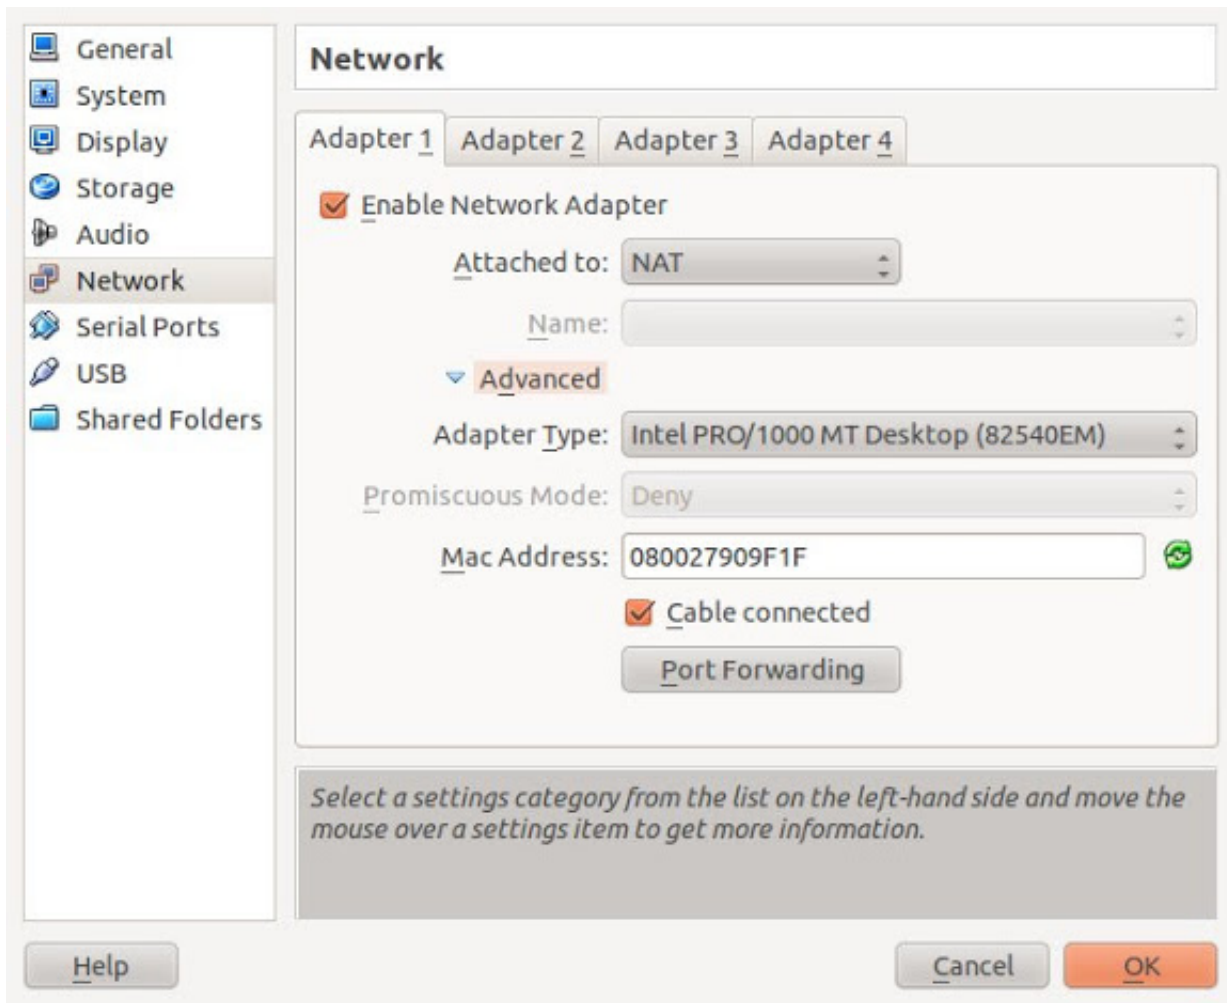 General
System
Display
Storage
Audio
Network
Serial Ports
USB
Shared Folders
Network
Adapter 1 Adapter 2 Adapter 3 Adapter 4
Enable Network Adapter
Attached to: NAT
Name:
Advanced
Adapter Type: Intel PRO/1000 MT Desktop (82540EM)
Promiscuous Mode: Deny
Mac Address: 080027909F1F
Cable connected
Port Forwarding
Select a settings category from the list on the left-hand side and move the
mouse over a settings item to get more information.
Help Cancel OK